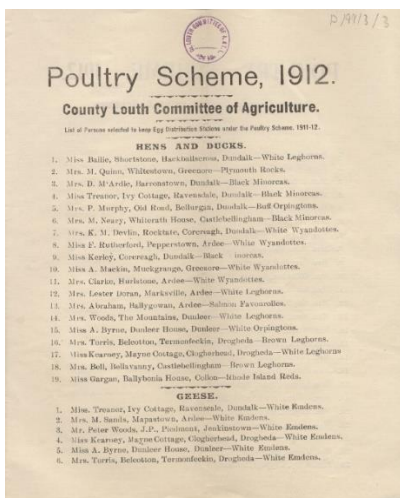 P/94/3/3
Poultry Scheme, 1912.
County Louth Committee of Agriculture.
List of Persons selected to keep Egg Distribution Stations under the Poultry Scheme, 1911-12.
HENS AND DUCKS.
1. Miss Bailie, Shortstone, Hackballscross, Dundalk—White Leghorns.
2. Mrs. M. Quinn, Whitestown, Greenore—Plymouth Rocks.
3. Mrs. D. M'Ardle, Barronstown, Dundalk—Black Minorcas.
4. Miss Treanor, Ivy Cottage, Ravensdale, Dundalk—Black Minorcas.
5. Mrs. P. Murphy, Old Road, Bellurgan, Dundalk—Buff Orpingtons.
6. Mrs. M. Neary, Whiterath House, Castlebellingham—Black Minorcas.
7. Mrs. K. M. Devlin, Rocktate, Corcreagh, Dundalk—White Wyandottes.
8. Miss F. Rutherford, Pepperstown, Ardee—White Wyandottes.
9. Miss Kerley, Corcreagh, Dundalk—Black inorcas.
10. Miss A. Mackin, Muckgrange, Greenore—White Wyandottes.
11. Mrs. Clarke, Hurlstone, Ardee—White Wyandottes.
12. Mrs. Lester Doran, Marksville, Ardee—White Leghorns.
13. Mrs. Abraham, Ballygowan, Ardee—Salmon Favourolles.
14. Mrs. Woods, The Mountains, Dunleer—White Leghorns.
15. Miss A. Byrne, Dunleer House, Dunleer—White Orpingtons.
16. Mrs. Torris, Belcotton, Termonfeckin, Drogheda—Brown Leghorns.
17. Miss Kearney, Mayne Cottage, Clogherhead, Drogheda—White Leghorns
18. Mrs. Bell, Bellavanny, Castlebellingham—Brown Leghorns.
19. Miss Gargan, Ballybonia House, Collon—Rhode Island Reds.
GEESE.
1. Miss. Treanor, Ivy Cottage, Ravensdale, Dundalk—White Emdens.
2. Mrs. M. Sands, Mapastown, Ardee—White Emdens.
3. Mr. Peter Woods, J.P., Piedmont, Jenkinstown—White Emdens.
4. Miss Kearney, Mayne Cottage, Clogherhead, Drogheda—White Emdens.
5. Miss A. Byrne, Dunleer House, Dunleer—White Emdens.
6. Mrs. Torris, Belcotton, Termonfeckin, Drogheda—White Emdens.